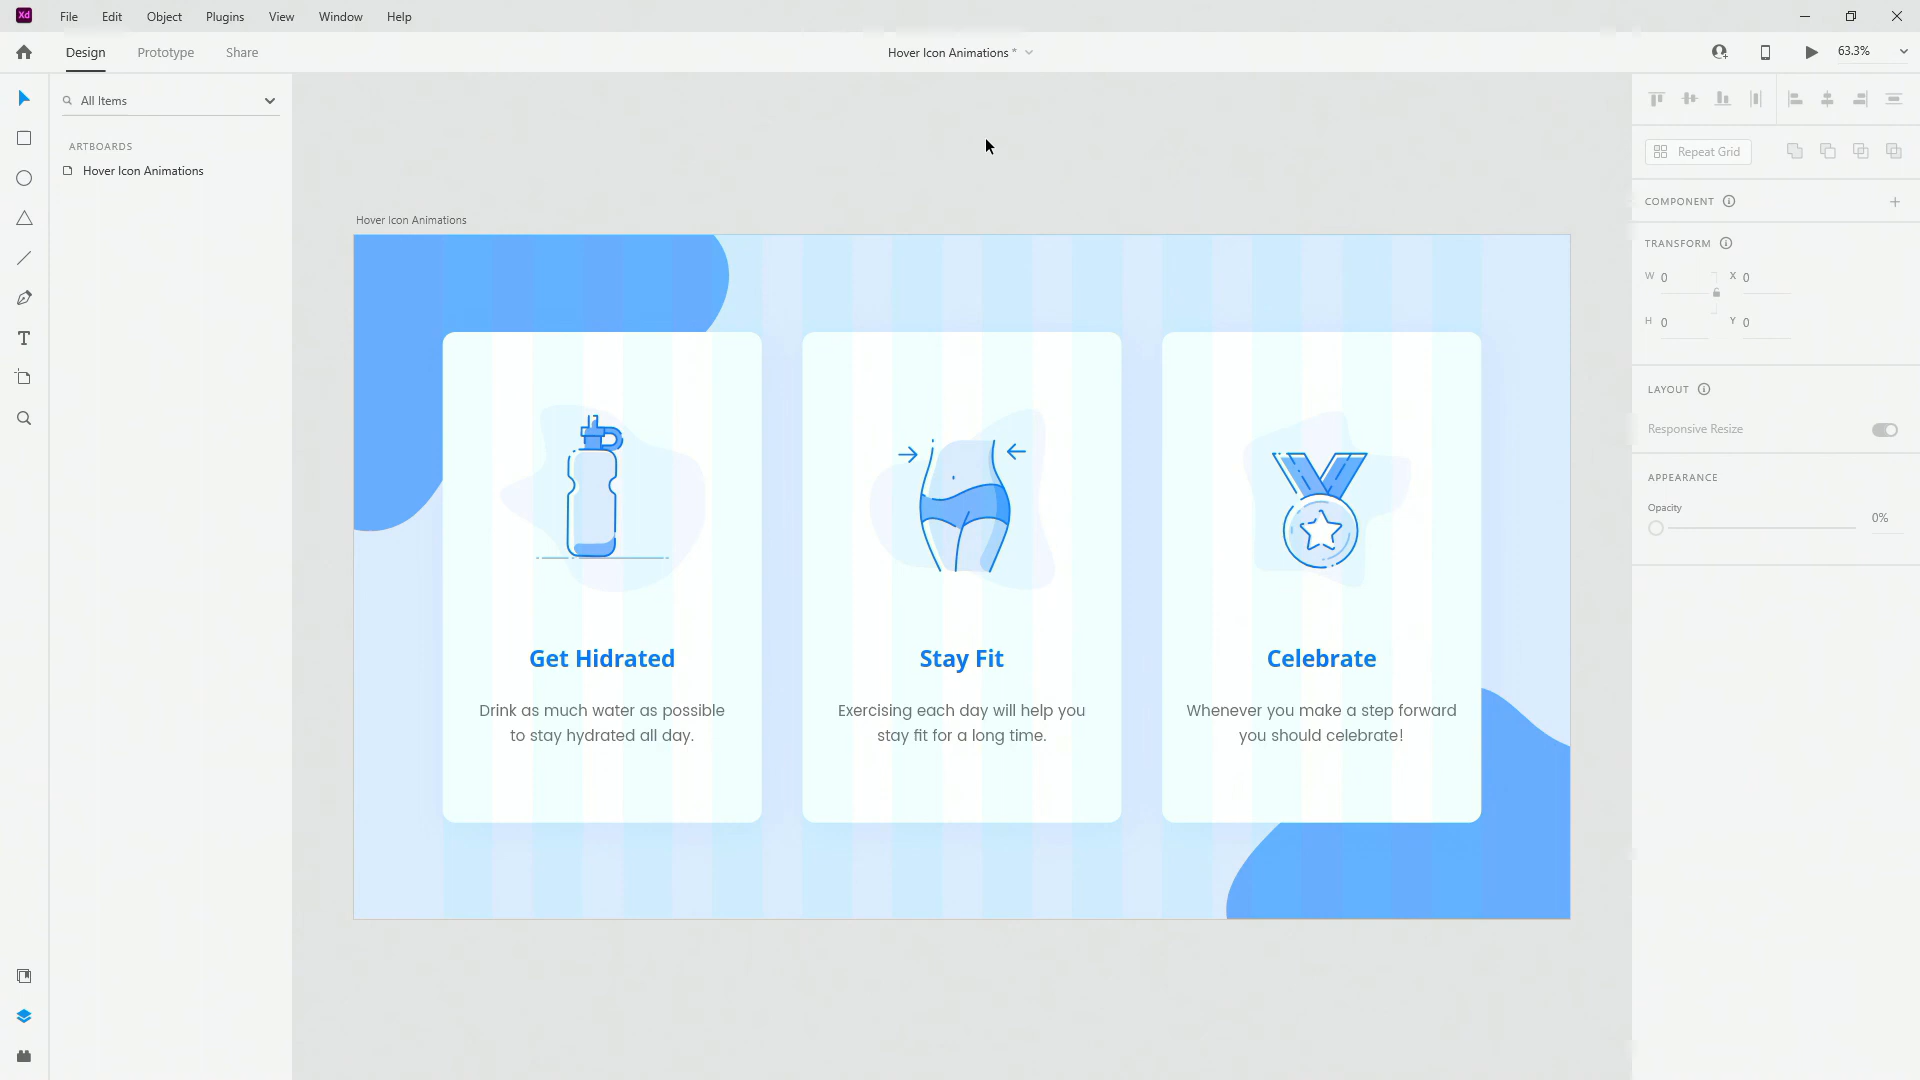 Xd File Edit Object Plugins View Window Help
Design Prototype Share
Hover Icon Animations *
63.3%
All Items
ARTBOARDS
Hover Icon Animations
Hover Icon Animations
Get Hidrated
Drink as much water as possible
to stay hydrated all day.
Stay Fit
Exercising each day will help you
stay fit for a long time.
Celebrate
Whenever you make a step forward
you should celebrate!
Repeat Grid
COMPONENT
TRANSFORM
W 0 X 0
H 0 Y 0
LAYOUT
Responsive Resize
APPEARANCE
Opacity
0%